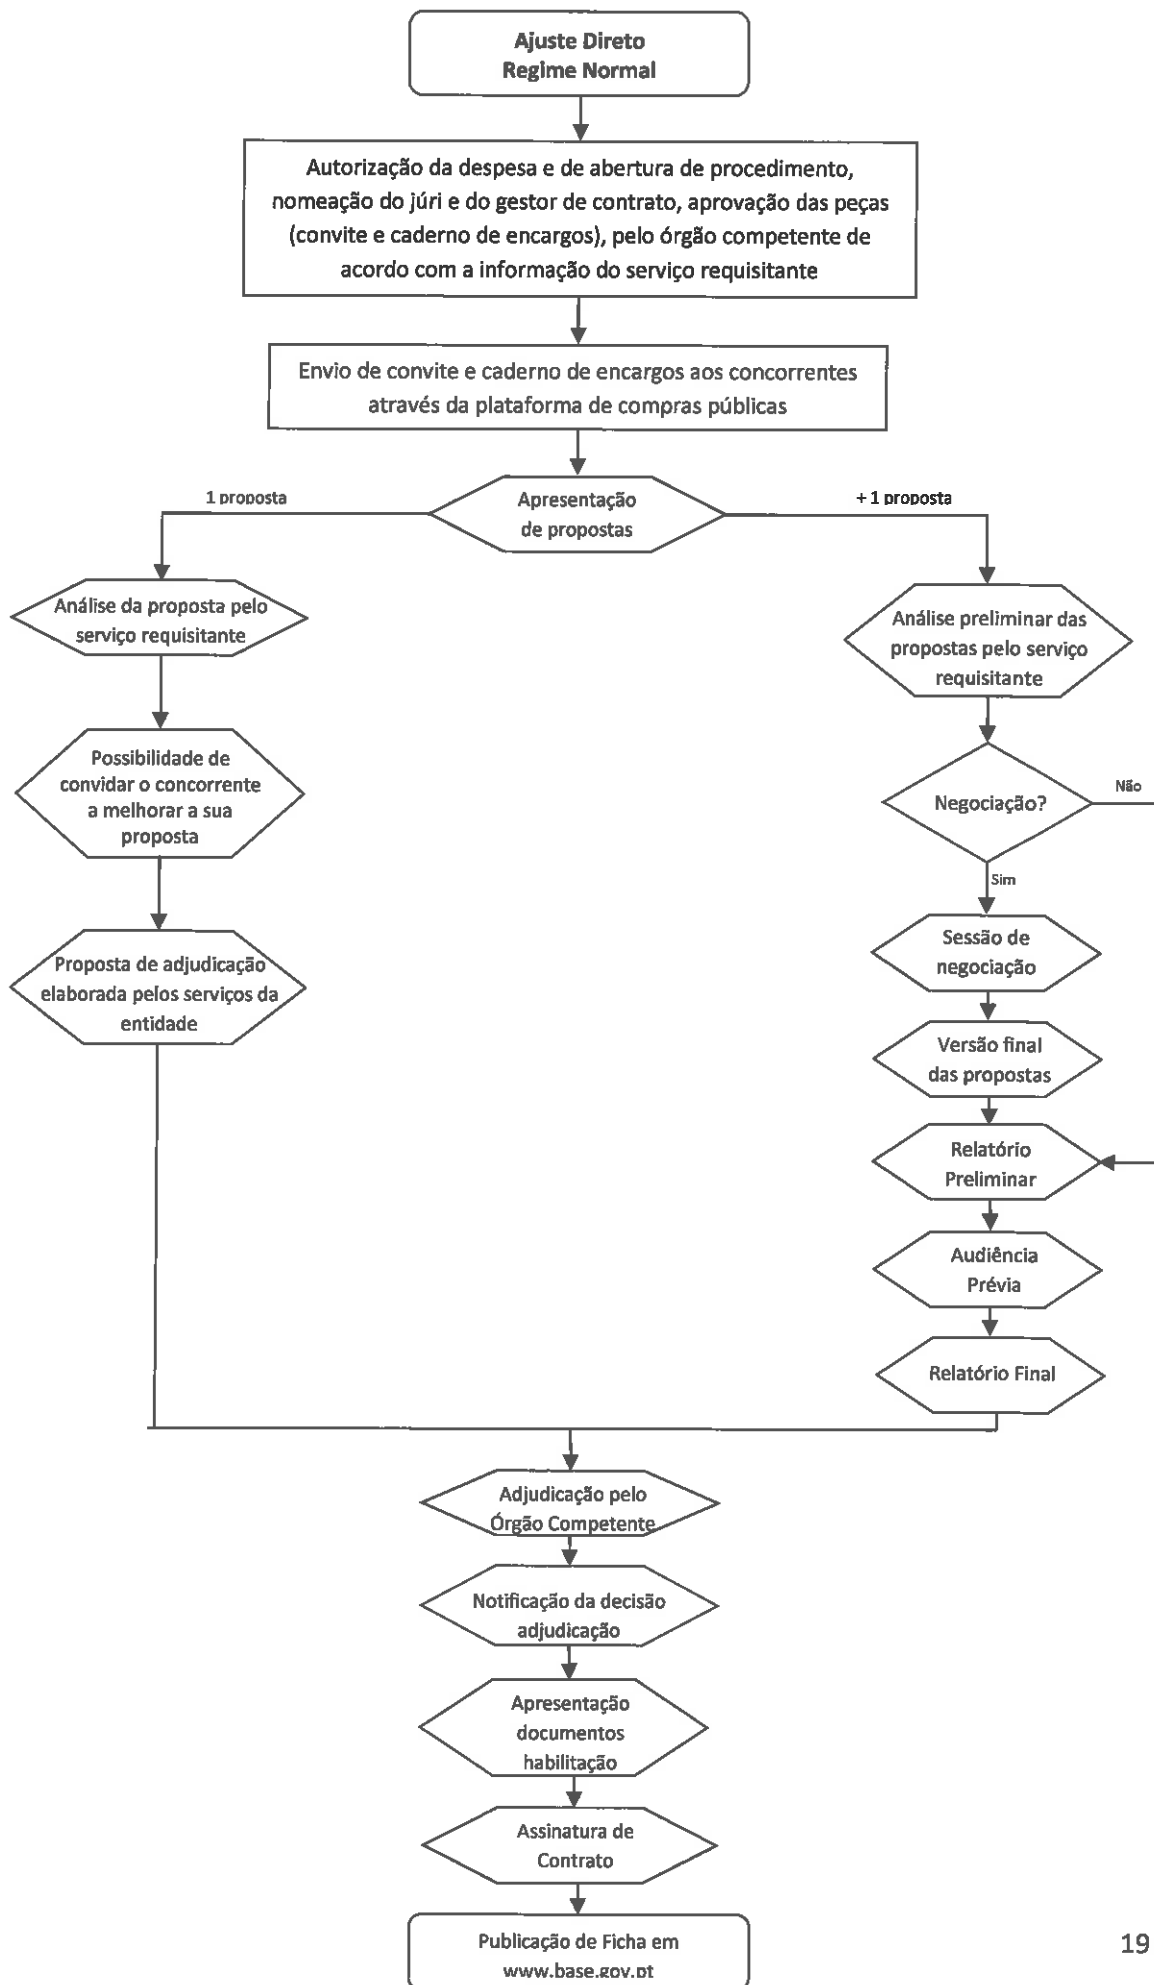 Ajuste Direto
Regime Normal
Autorização da despesa e de abertura de procedimento,
nomeação do júri e do gestor de contrato, aprovação das peças
(convite e caderno de encargos), pelo órgão competente de
acordo com a informação do serviço requisitante
Envio de convite e caderno de encargos aos concorrentes
através da plataforma de compras públicas
1 proposta
Apresentação
de propostas
+ 1 proposta
Análise da proposta pelo
serviço requisitante
Possibilidade de
convidar o concorrente
a melhorar a sua
proposta
Proposta de adjudicação
elaborada pelos serviços da
entidade
Análise preliminar das
propostas pelo serviço
requisitante
Negociação?
Não
Sim
Sessão de
negociação
Versão final
das propostas
Relatório
Preliminar
Audiência
Prévia
Relatório Final
Adjudicação pelo
Órgão Competente
Notificação da decisão
adjudicação
Apresentação
documentos
habilitação
Assinatura de
Contrato
Publicação de Ficha em
www.base.gov.pt
19